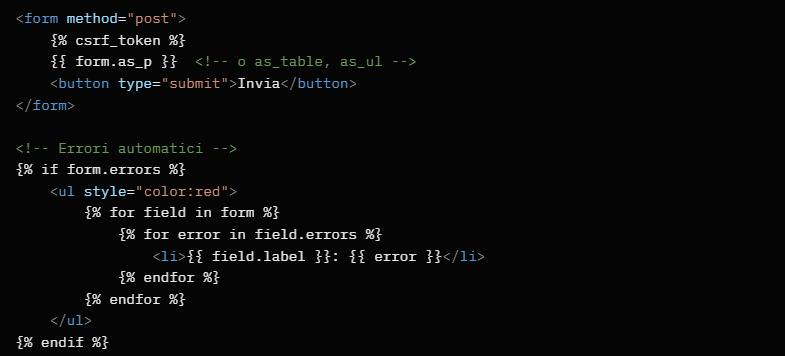 <form method="post">
    {% csrf_token %}
    {{ form.as_p }}  <!-- o as_table, as_ul -->
    <button type="submit">Invia</button>
</form>

<!-- Errori automatici -->
{% if form.errors %}
    <ul style="color:red">
        {% for field in form %}
            {% for error in field.errors %}
                <li>{{ field.label }}: {{ error }}</li>
            {% endfor %}
        {% endfor %}
    </ul>
{% endif %}